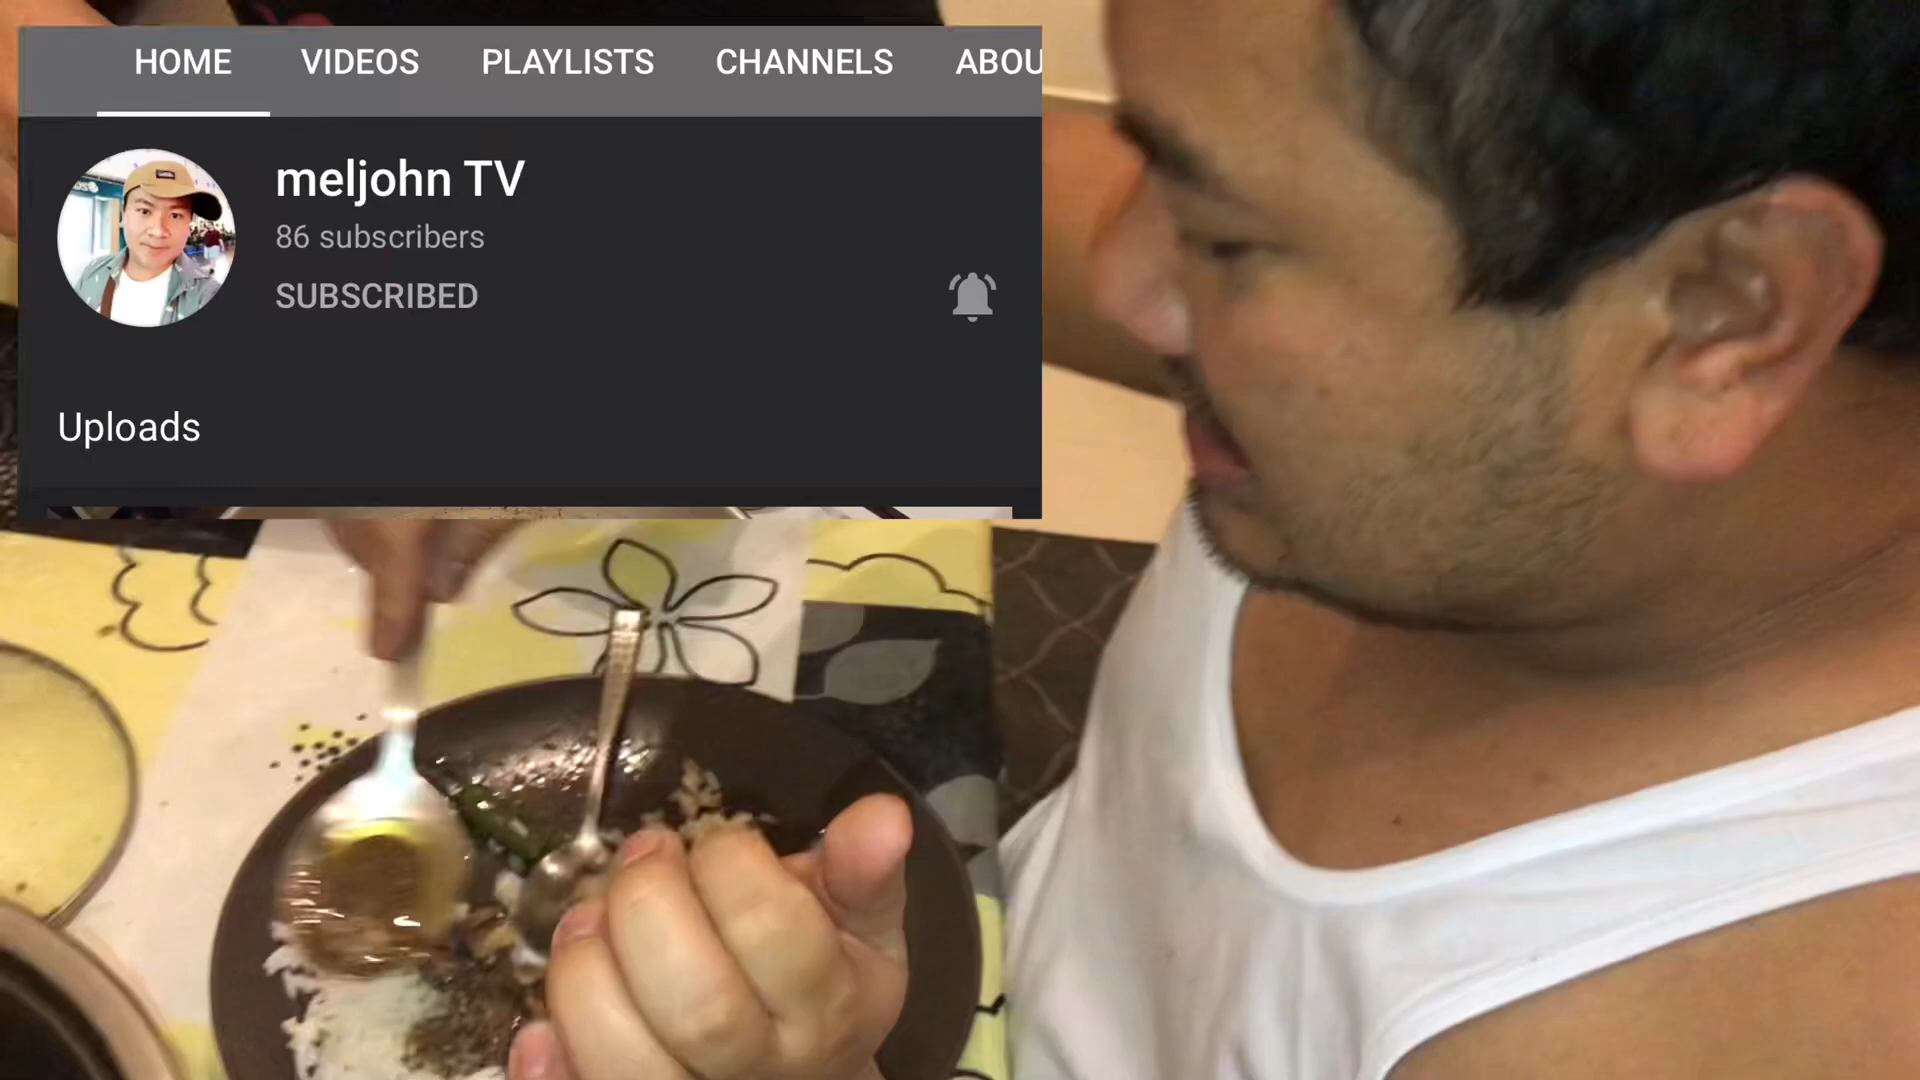 HOME VIDEOS PLAYLISTS CHANNELS ABOU
meljohn TV
86 subscribers
SUBSCRIBED
Uploads